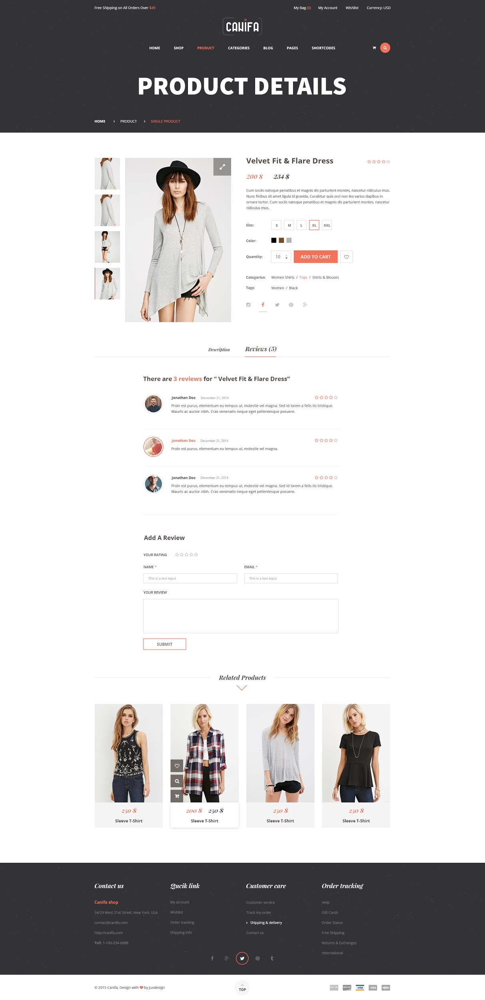 Free Shipping on All Orders Over $49
My Bag (0) My Account Wishlist Currency: USD
CANIFA
HOME SHOP PRODUCT CATEGORIES BLOG PAGES SHORTCODES
PRODUCT DETAILS
HOME > PRODUCT > SINGLE PRODUCT
Velvet Fit & Flare Dress
200 $ 234 $
Cum sociis natoque penatibus et magnis dis parturient montes, nascetur ridiculus mus.
Nunc finibus sit amet ligula id gravida. Curabitur quis orci non leo varius dapibus in
ornare tortor. Cum sociis natoque penatibus et magnis dis parturient montes, nascetur
ridiculus mus.
Size: S M L XL XXL
Color:
Quantity: 10 ADD TO CART
Categories: Women Shirts / Tops / Shirts & Blouses
Tags: Women / Black
Description Reviews (5)
There are 3 reviews for “ Velvet Fit & Flare Dress”
Jonathan Doe December 21, 2014
Proin est purus, elementum eu tempus ut, molestie vel magna. Sed id lorem a felis tis tristique.
Mauris ac auctor nibh. Cras venenatis neque eget pellentesque posuere.
Jonathan Doe December 21, 2014
Proin est purus, elementum eu tempus ut, molestie vel magna.
Jonathan Doe December 21, 2014
Proin est purus, elementum eu tempus ut, molestie vel magna. Sed id lorem a felis tis tristique.
Mauris ac auctor nibh. Cras venenatis neque eget pellentesque posuere.
Add A Review
YOUR RATING
NAME * EMAIL *
This is a text input This is a text input
YOUR REVIEW
SUBMIT
Related Products
250 $ 200 $ 250 $ 250 $ 250 $
Sleeve T-Shirt Sleeve T-Shirt Sleeve T-Shirt Sleeve T-Shirt
Contact us
Canifa shop
54/29 West 21st Street, New York, USA
contact@canifa.com
http://canifa.com
Tell: 1-100-294-6888
Qucik link
My account
Wishlist
Order tracking
Shipping info
Customer care
Customer service
Track my order
> Shipping & delivery
Contact us
Order tracking
Help
Gift Cards
Order Status
Free Shipping
Returns & Exchanges
International
© 2015 Canifa, Design with ❤ by Juxdesign
TOP
DISCOVER VISA VISA